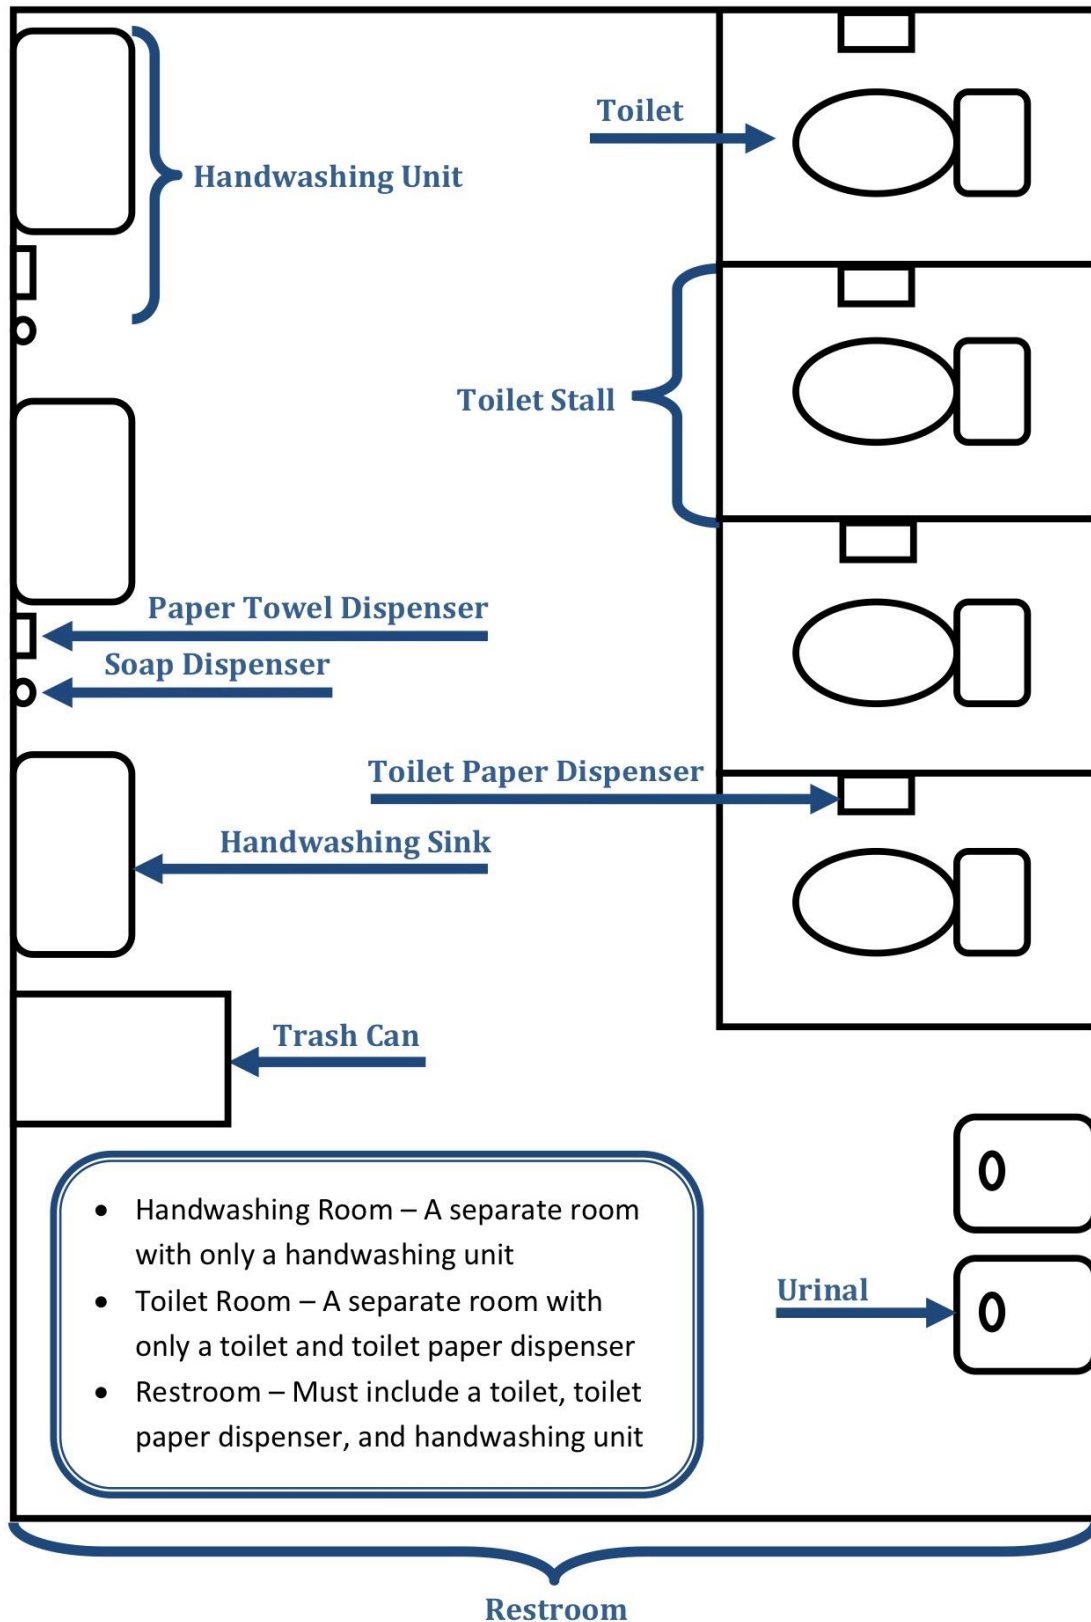 Toilet
Handwashing Unit
Toilet Stall
Paper Towel Dispenser
Soap Dispenser
Toilet Paper Dispenser
Handwashing Sink
Trash Can
• Handwashing Room – A separate room
with only a handwashing unit
• Toilet Room – A separate room with
only a toilet and toilet paper dispenser
• Restroom – Must include a toilet, toilet
paper dispenser, and handwashing unit
Urinal
Restroom